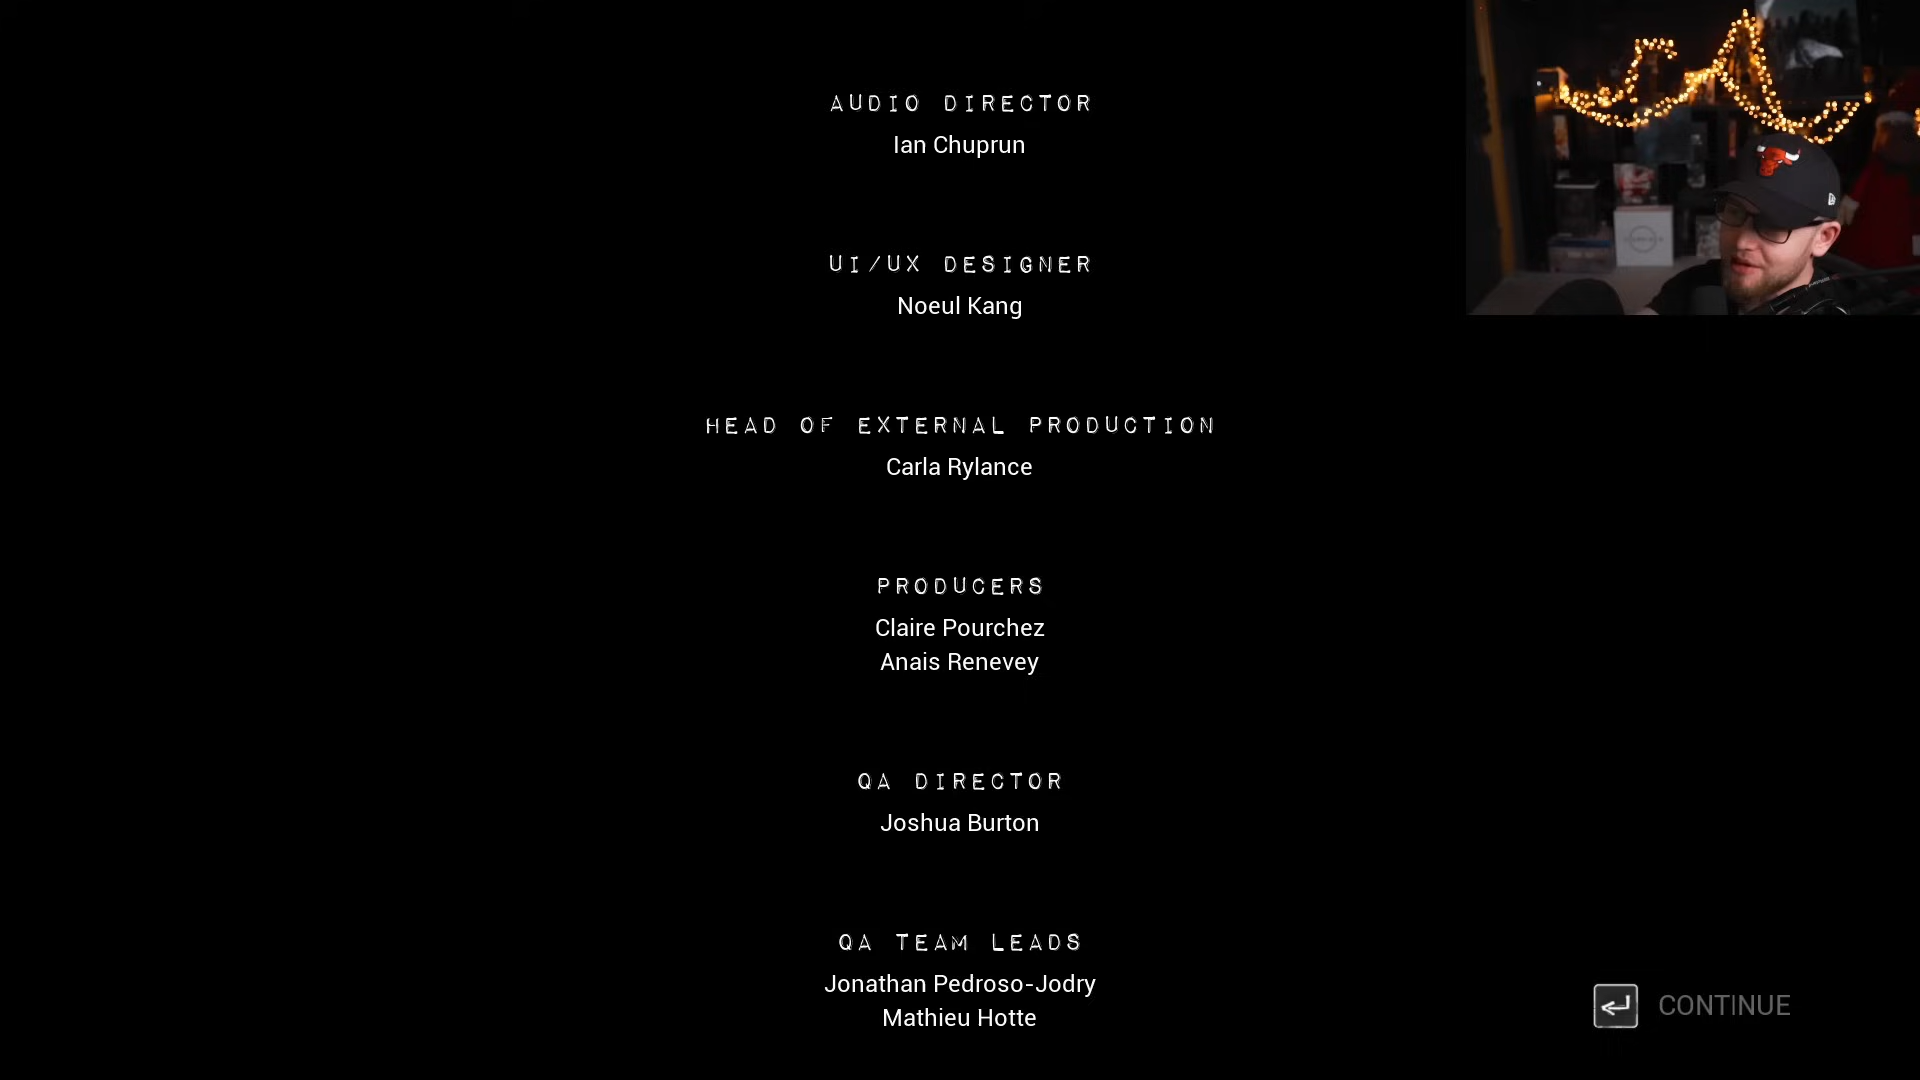 AUDIO DIRECTOR
Ian Chuprun
UI/UX DESIGNER
Noeul Kang
HEAD OF EXTERNAL PRODUCTION
Carla Rylance
PRODUCERS
Claire Pourchez
Anais Renevey
QA DIRECTOR
Joshua Burton
QA TEAM LEADS
Jonathan Pedroso-Jodry
Mathieu Hotte
CONTINUE